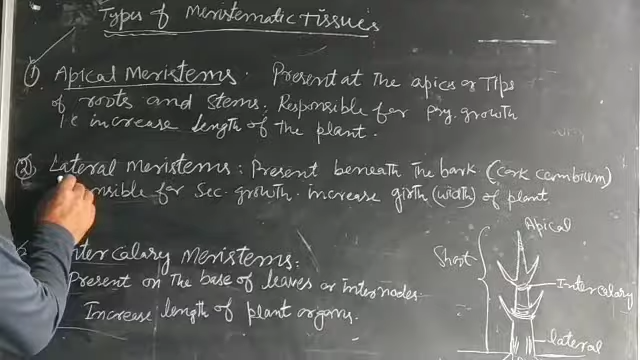 Types of Meristematic Tissues
① Apical Meristems. Present at the apices or Tips
of roots and Stems. Responsible for Pry. growth
i.e increase length of the plant.
② Lateral Meristems: Present beneath the bark (Cork cambium)
for Sec. growth. increase girth (width) of plant
Intercalary Meristems:
Present on the base of leaves or internodes.
Increase length of plant organs.
Apical
Shoot
Intercalary
lateral